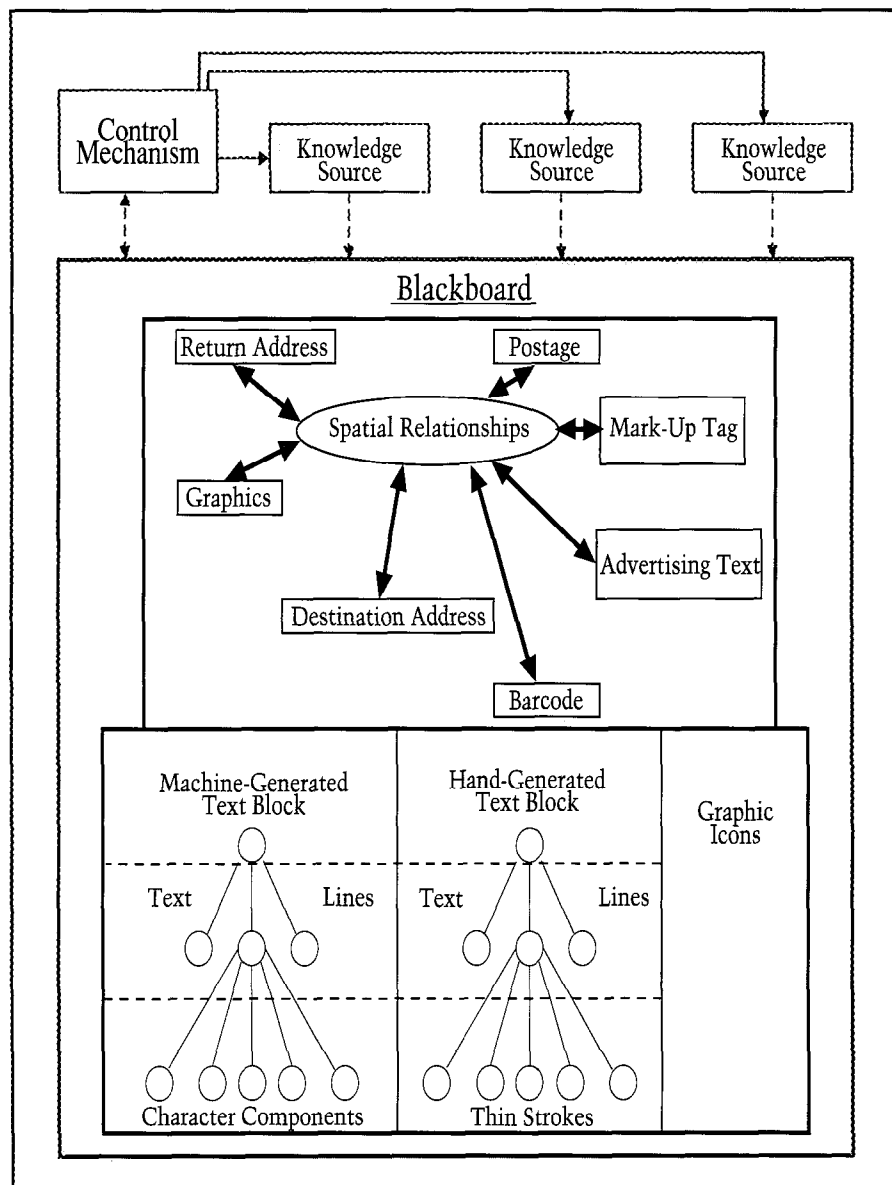 Control
Mechanism
Knowledge
Source
Knowledge
Source
Knowledge
Source
Blackboard
Return Address
Postage
Spatial Relationships
Mark-Up Tag
Graphics
Advertising Text
Destination Address
Barcode
Machine-Generated
Text Block
Hand-Generated
Text Block
Graphic
Icons
Text Lines
Text Lines
Character Components
Thin Strokes